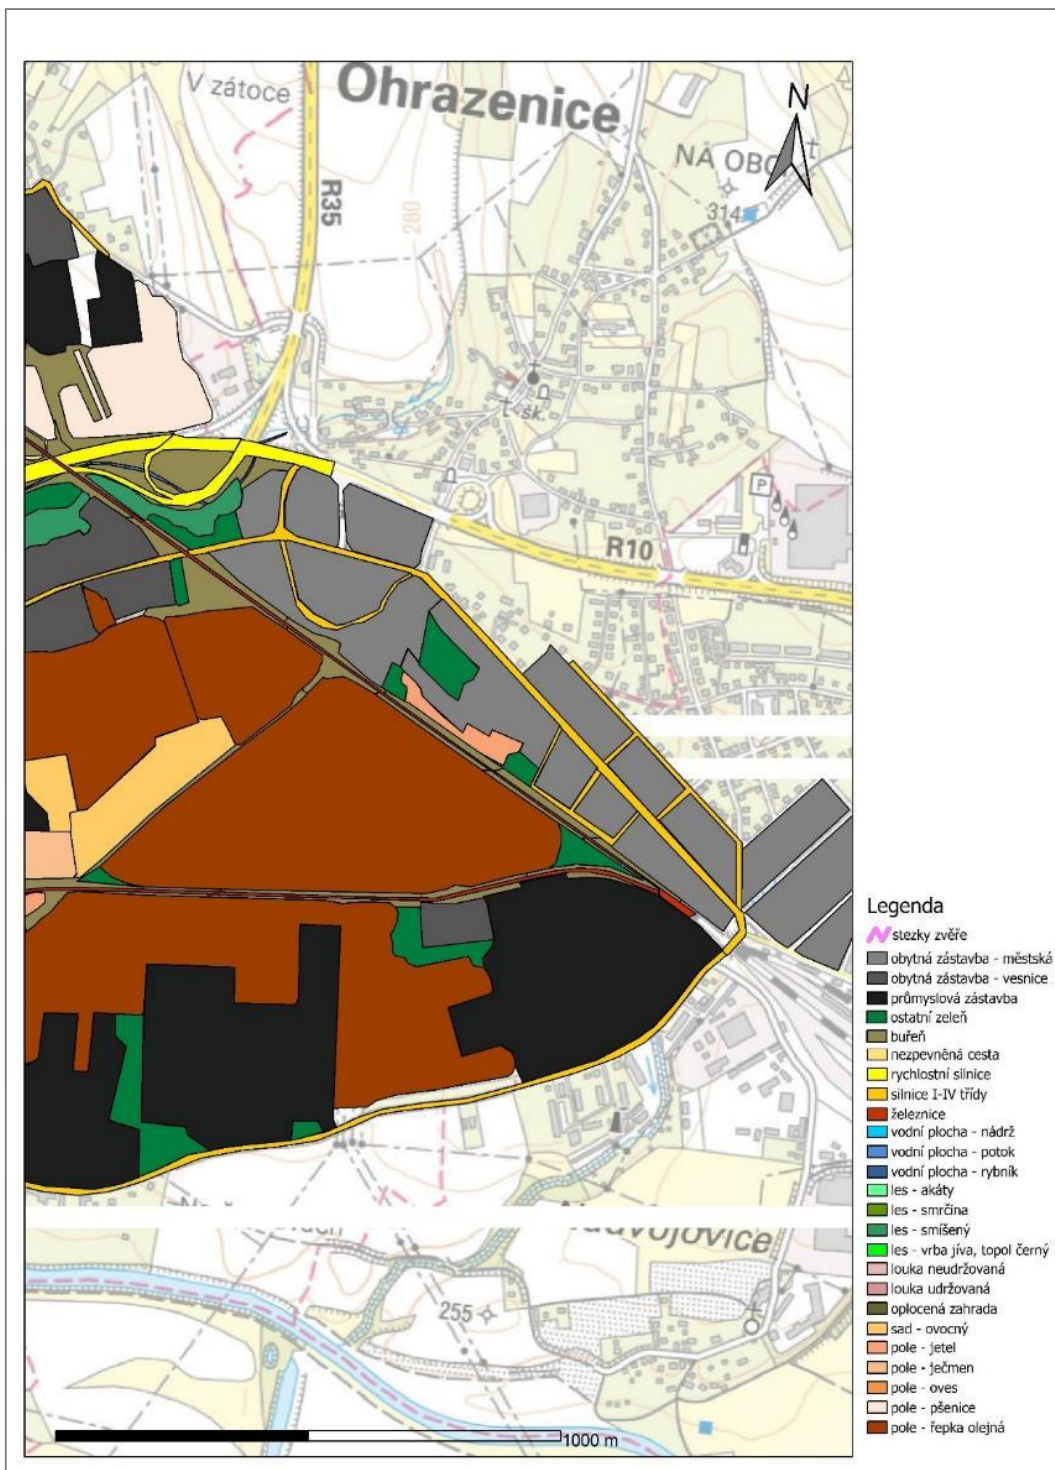 V zátoce
Ohrazenice
N
NA OBC
t
314
R35
280
šk.
P
R10
255
Legenda
stezky zvěře
obytná zástavba - městská
obytná zástavba - vesnice
průmyslová zástavba
ostatní zeleň
buřeň
nezpevněná cesta
rychlostní silnice
silnice I-IV třídy
železnice
vodní plocha - nádrž
vodní plocha - potok
vodní plocha - rybník
les - akáty
les - smrčina
les - smíšený
les - vrba jíva, topol černý
louka neudržovaná
louka udržovaná
oplocená zahrada
sad - ovocný
pole - jetel
pole - ječmen
pole - oves
pole - pšenice
pole - řepka olejná
1000 m